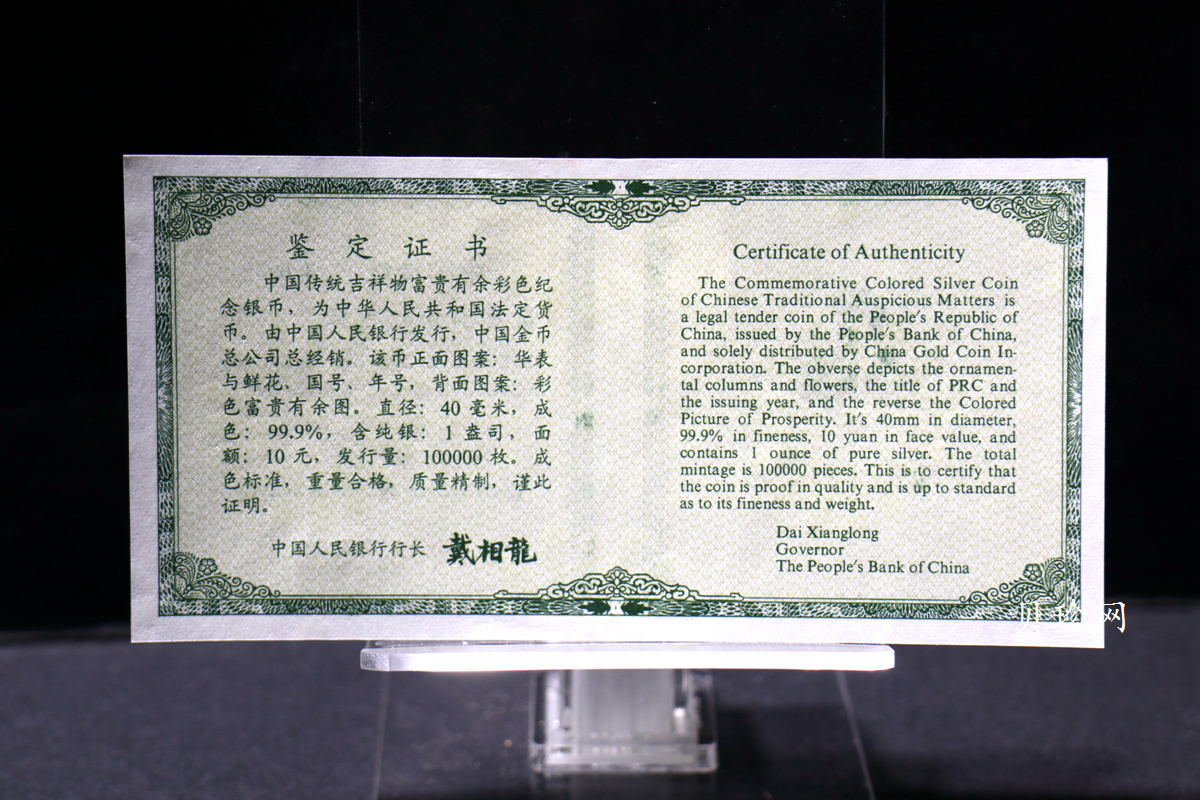 鉴定证书
中国传统吉祥物富贵有余彩色纪
念银币，为中华人民共和国法定货
币。由中国人民银行发行，中国金币
总公司总经销。该币正面图案：华表
与鲜花、国号、年号，背面图案：彩
色富贵有余图。直径：40毫米，成
色：99.9%，含纯银：1盎司，面
额：10元，发行量：100000枚。成
色标准，重量合格，质量精制，谨此
证明。
中国人民银行行长 戴相龍
Certificate of Authenticity
The Commemorative Colored Silver Coin
of Chinese Traditional Auspicious Matters is
a legal tender coin of the People's Republic of
China, issued by the People's Bank of China,
and solely distributed by China Gold Coin In-
corporation. The obverse depicts the ornamen-
tal columns and flowers, the title of PRC and
the issuing year, and the reverse the Colored
Picture of Prosperity. It's 40mm in diameter,
99.9% in fineness, 10 yuan in face value, and
contains 1 ounce of pure silver. The total
mintage is 100000 pieces. This is to certify that
the coin is proof in quality and is up to standard
as to its fineness and weight.
Dai Xianglong
Governor
The People's Bank of China
网